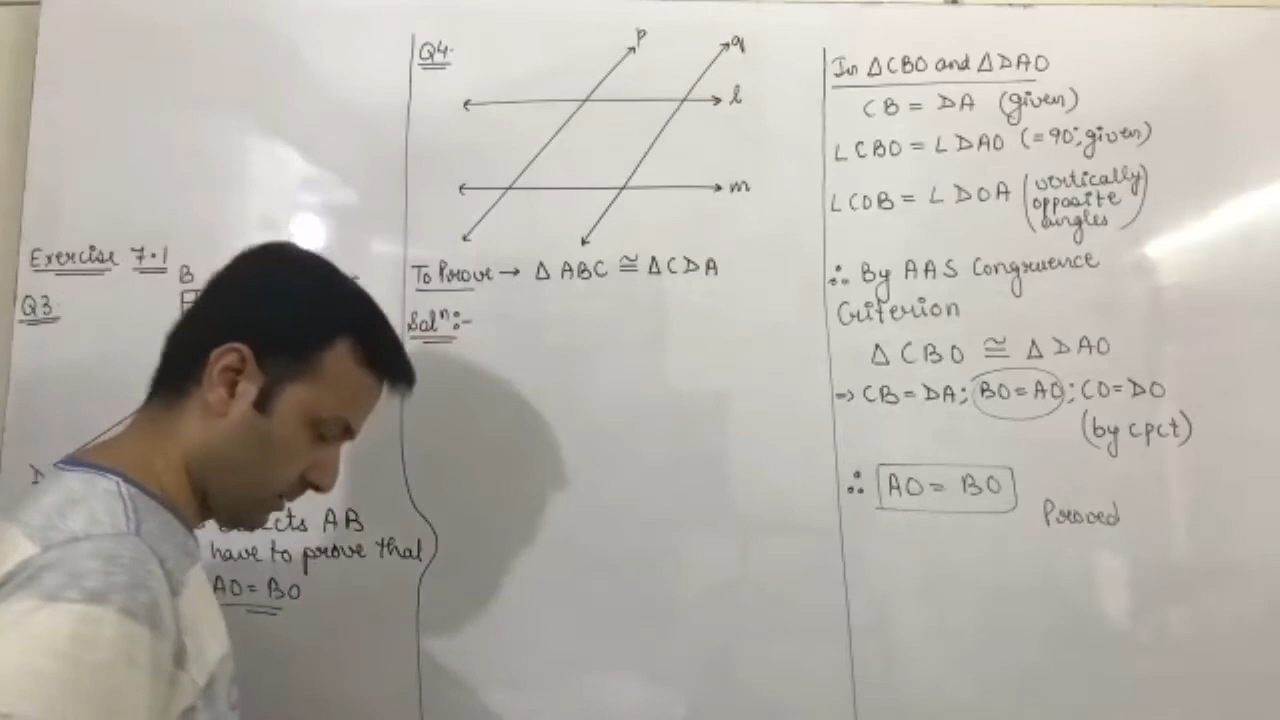 Exercise 7.1
Q3.
B
D
AB
have to prove that
AO = BO
Q4.
p
q
l
m
To Prove → Δ ABC ≅ Δ CDA
Solⁿ:-
In Δ CBO and Δ DAO
CB = DA (given)
∠CBO = ∠DAO (= 90°, given)
∠COB = ∠DOA (vertically opposite angles)
∴ By AAS Congruence
Criterion
Δ CBO ≅ Δ DAO
⇒ CB = DA; BO = AO; CO = DO
(by cpct)
∴ AO = BO
Proved